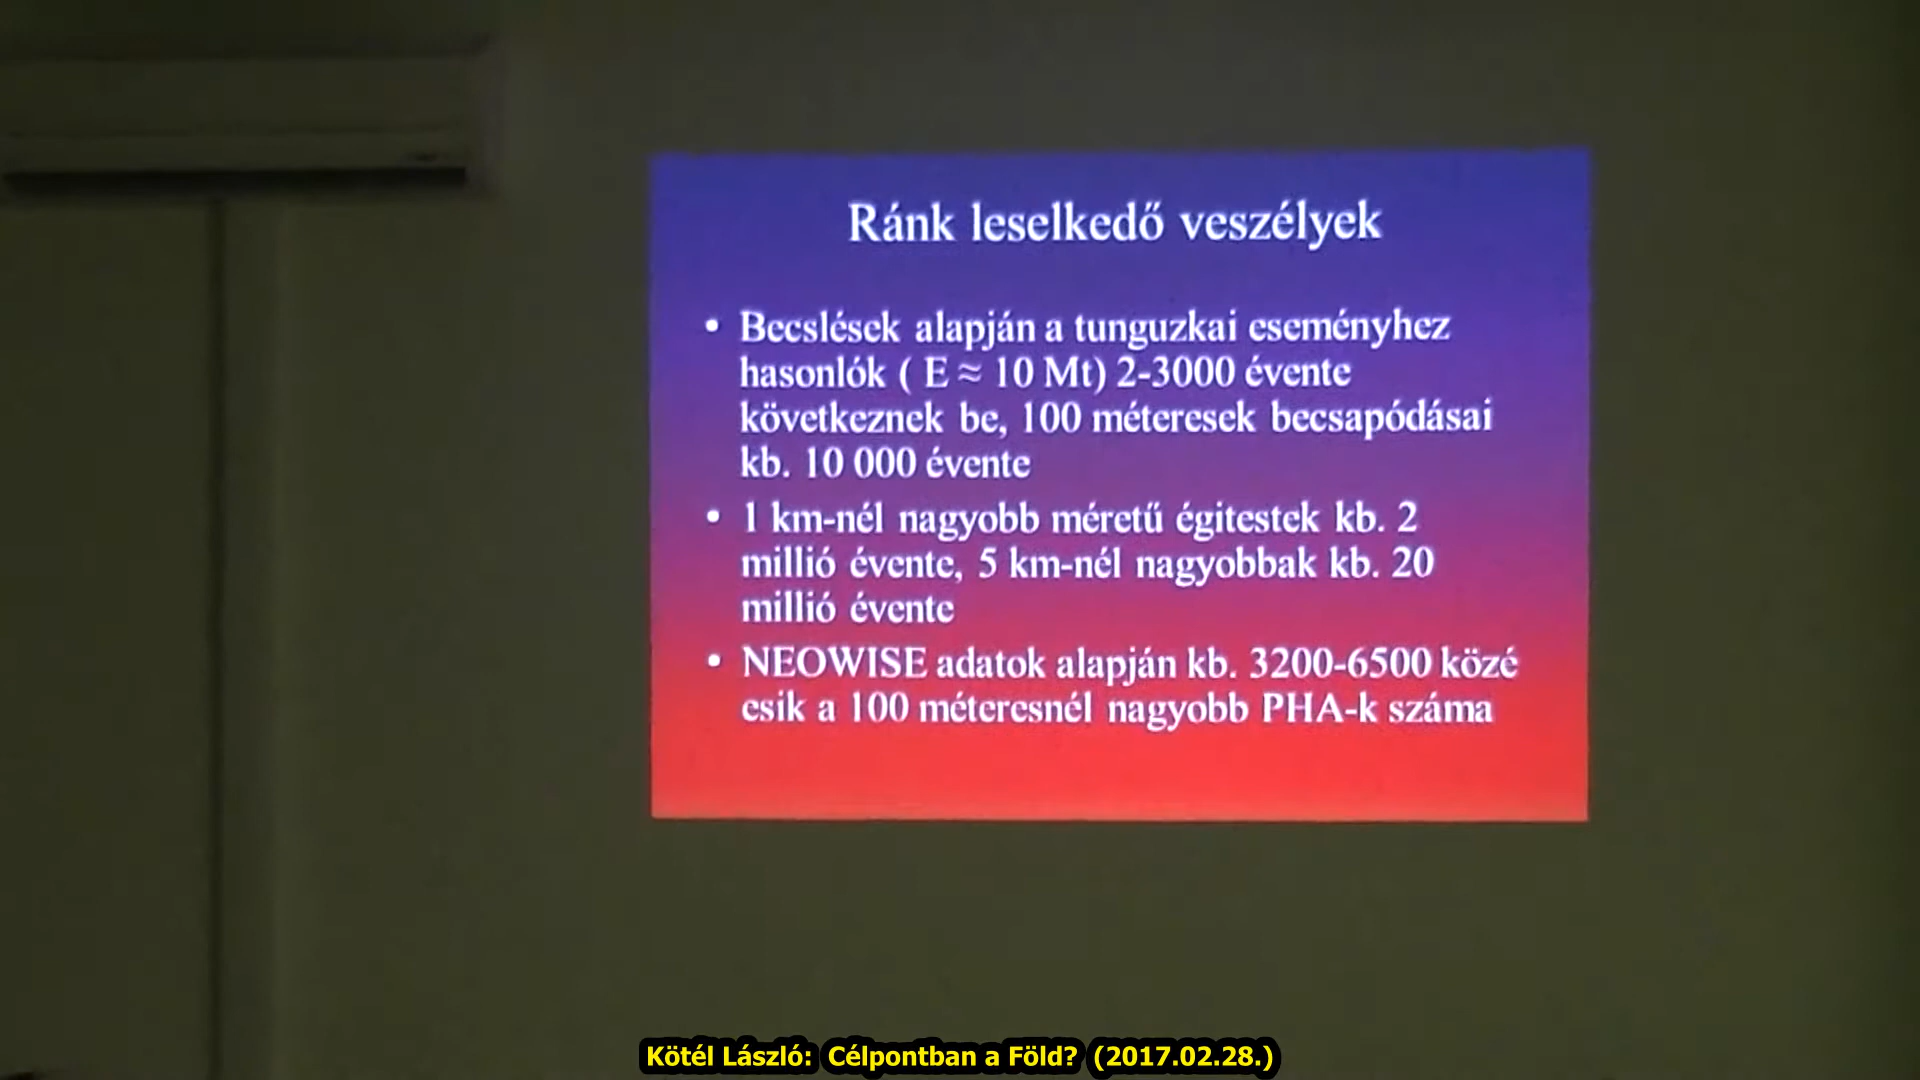 Ránk leselkedő veszélyek
• Becslések alapján a tunguzkai eseményhez
hasonlók ( E ≈ 10 Mt) 2-3000 évente
következnek be, 100 méteresek becsapódásai
kb. 10 000 évente
• 1 km-nél nagyobb méretű égitestek kb. 2
millió évente, 5 km-nél nagyobbak kb. 20
millió évente
• NEOWISE adatok alapján kb. 3200-6500 közé
esik a 100 méteresnél nagyobb PHA-k száma
Kötél László: Célpontban a Föld? (2017.02.28.)